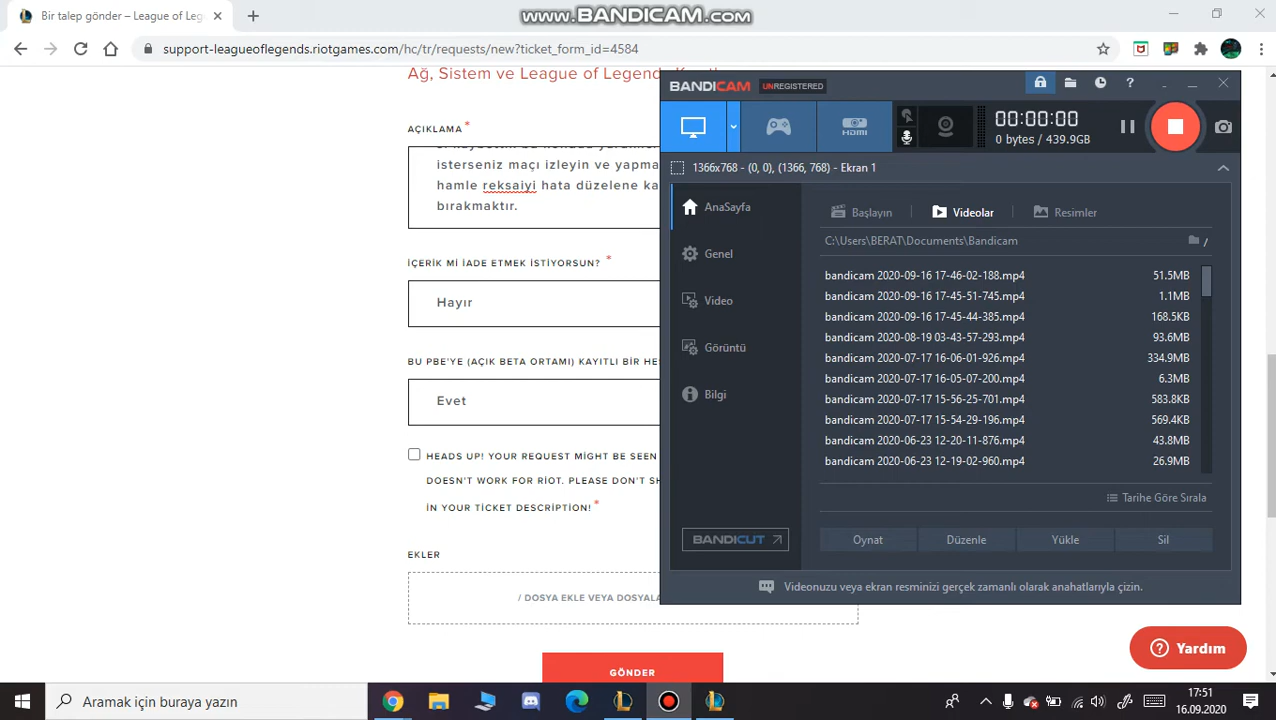 Bir talep gönder – League of Leg
www.BANDICAM.com
support-leagueoflegends.riotgames.com/hc/tr/requests/new?ticket_form_id=4584
Ağ, Sistem ve League of Legends
AÇIKLAMA *
isterseniz maçı izleyin ve yapma
hamle reksaiyi hata düzelene ka
bırakmaktır.
İÇERİK Mİ İADE ETMEK İSTİYORSUN? *
Hayır
BU PBE'YE (AÇIK BETA ORTAMI) KAYITLI BİR HES
Evet
HEADS UP! YOUR REQUEST MIGHT BE SEEN
DOESN'T WORK FOR RIOT. PLEASE DON'T SH
IN YOUR TICKET DESCRIPTION! *
EKLER
/ DOSYA EKLE VEYA DOSYALA
GÖNDER
BANDICAM UNREGISTERED
HDMI
00:00:00
0 bytes / 439.9GB
1366x768 - (0, 0), (1366, 768) - Ekran 1
AnaSayfa
Genel
Video
Görüntü
Bilgi
BANDICUT
Başlayın
Videolar
Resimler
C:\Users\BERAT\Documents\Bandicam
bandicam 2020-09-16 17-46-02-188.mp4 51.5MB
bandicam 2020-09-16 17-45-51-745.mp4 1.1MB
bandicam 2020-09-16 17-45-44-385.mp4 168.5KB
bandicam 2020-08-19 03-43-57-293.mp4 93.6MB
bandicam 2020-07-17 16-06-01-926.mp4 334.9MB
bandicam 2020-07-17 16-05-07-200.mp4 6.3MB
bandicam 2020-07-17 15-56-25-701.mp4 583.8KB
bandicam 2020-07-17 15-54-29-196.mp4 569.4KB
bandicam 2020-06-23 12-20-11-876.mp4 43.8MB
bandicam 2020-06-23 12-19-02-960.mp4 26.9MB
Tarihe Göre Sırala
Oynat Düzenle Yükle Sil
Videonuzu veya ekran resminizi gerçek zamanlı olarak anahatlarıyla çizin.
Yardım
Aramak için buraya yazın
17:51
16.09.2020